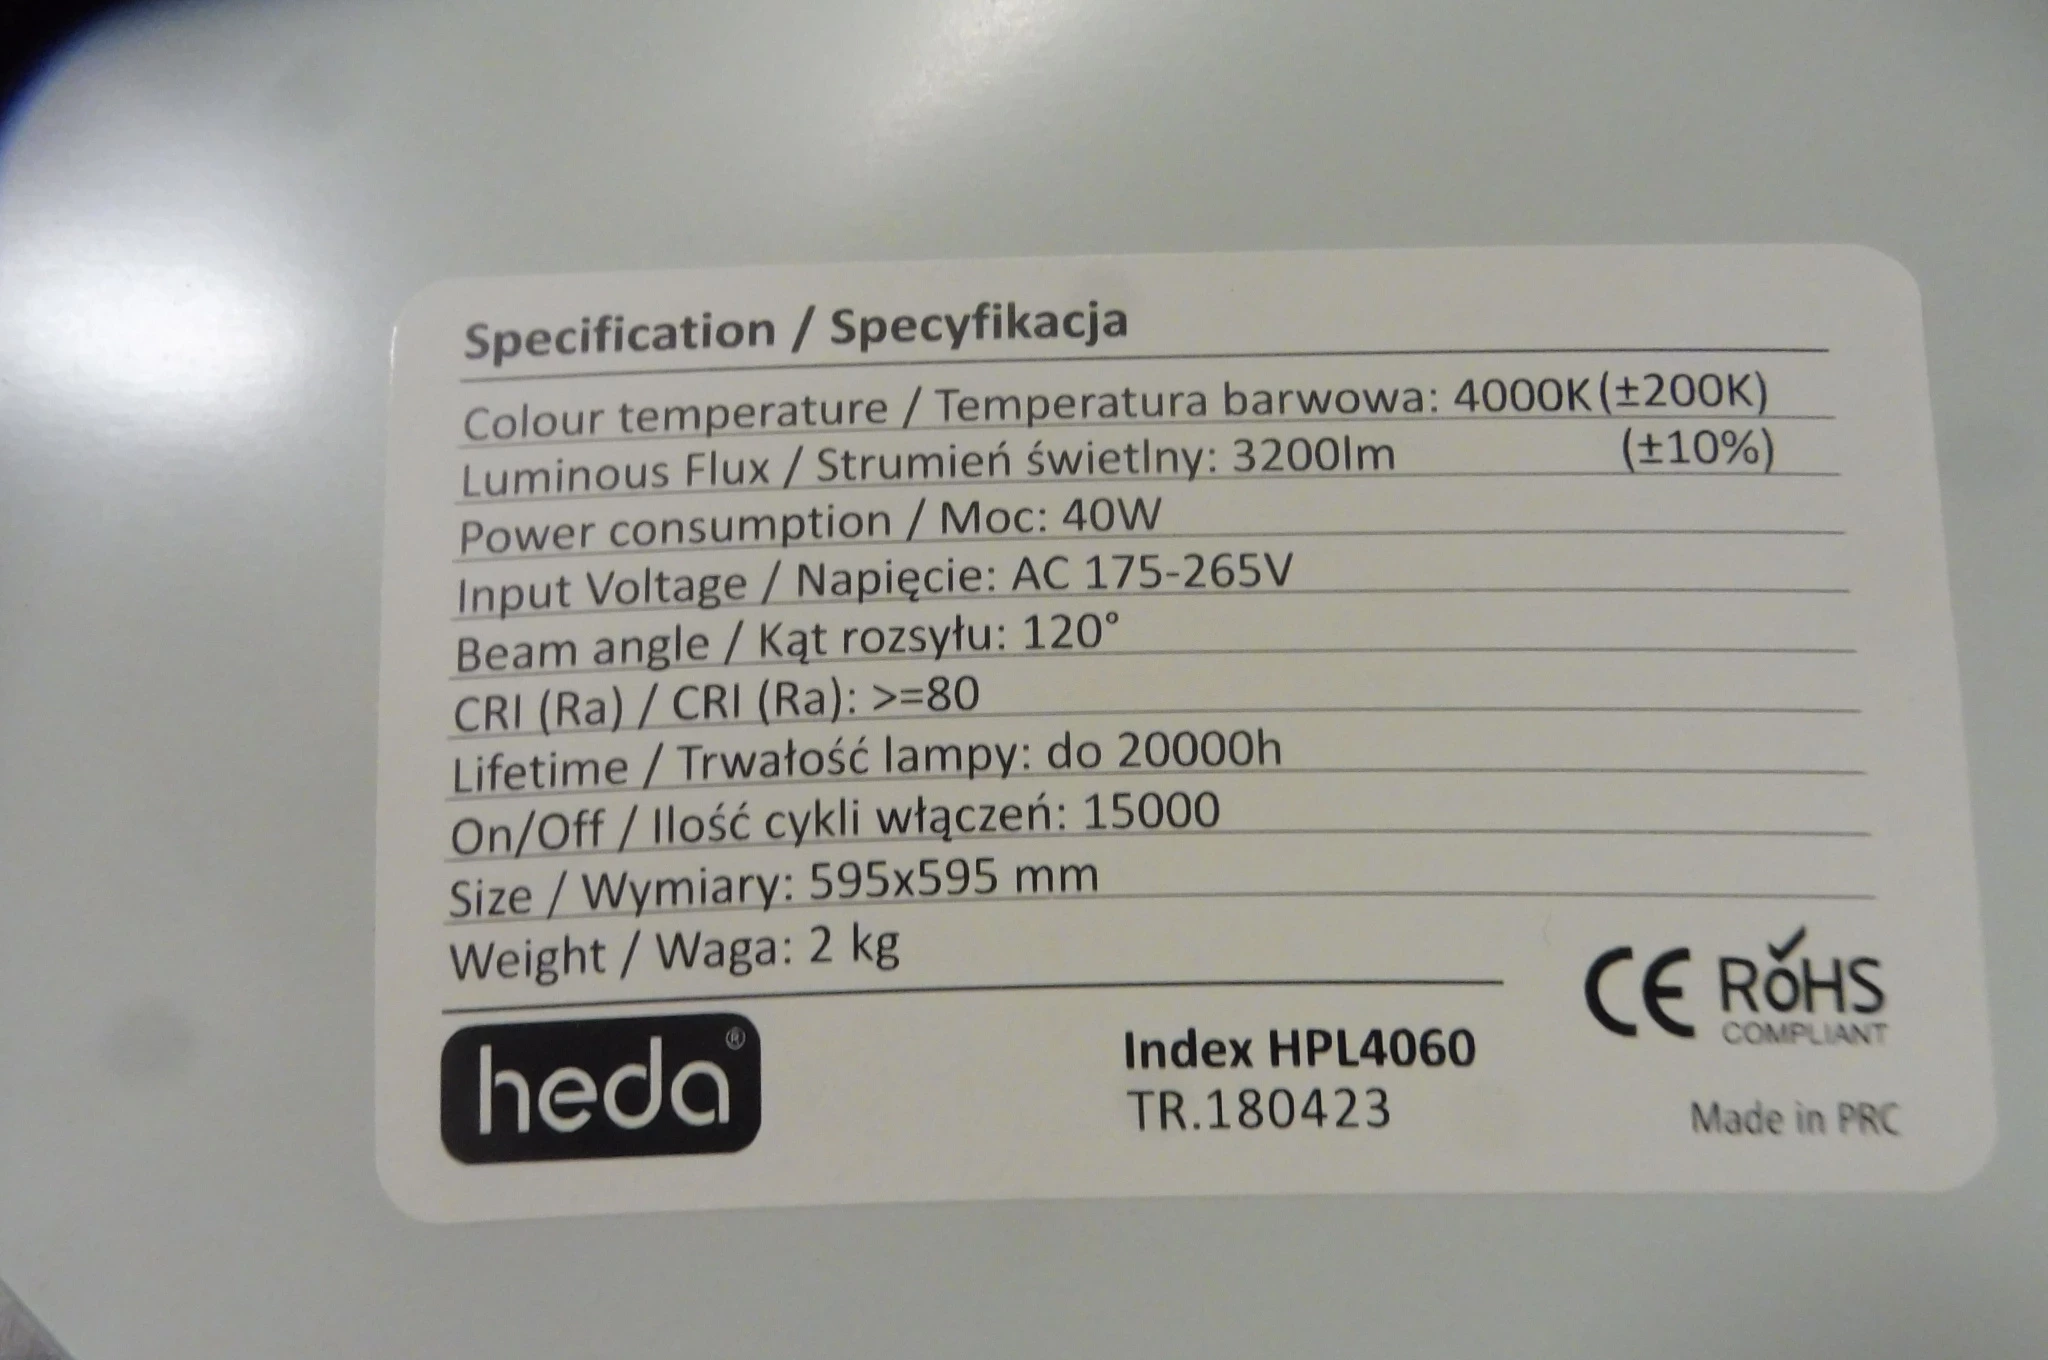 Specification / Specyfikacja
Colour temperature / Temperatura barwowa: 4000K (±200K)
Luminous Flux / Strumień świetlny: 3200lm (±10%)
Power consumption / Moc: 40W
Input Voltage / Napięcie: AC 175-265V
Beam angle / Kąt rozsyłu: 120°
CRI (Ra) / CRI (Ra): >=80
Lifetime / Trwałość lampy: do 20000h
On/Off / Ilość cykli włączeń: 15000
Size / Wymiary: 595x595 mm
Weight / Waga: 2 kg
CE RoHS
COMPLIANT
heda®
Index HPL4060
TR.180423
Made in PRC